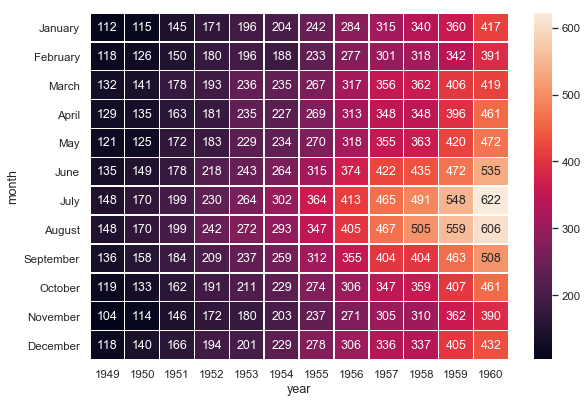 January 112 115 145 171 196 204 242 284 315 340 360 417
February 118 126 150 180 196 188 233 277 301 318 342 391
March 132 141 178 193 236 235 267 317 356 362 406 419
April 129 135 163 181 235 227 269 313 348 348 396 461
May 121 125 172 183 229 234 270 318 355 363 420 472
June 135 149 178 218 243 264 315 374 422 435 472 535
July 148 170 199 230 264 302 364 413 465 491 548 622
August 148 170 199 242 272 293 347 405 467 505 559 606
September 136 158 184 209 237 259 312 355 404 404 463 508
October 119 133 162 191 211 229 274 306 347 359 407 461
November 104 114 146 172 180 203 237 271 305 310 362 390
December 118 140 166 194 201 229 278 306 336 337 405 432
1949 1950 1951 1952 1953 1954 1955 1956 1957 1958 1959 1960
year
month
600
500
400
300
200